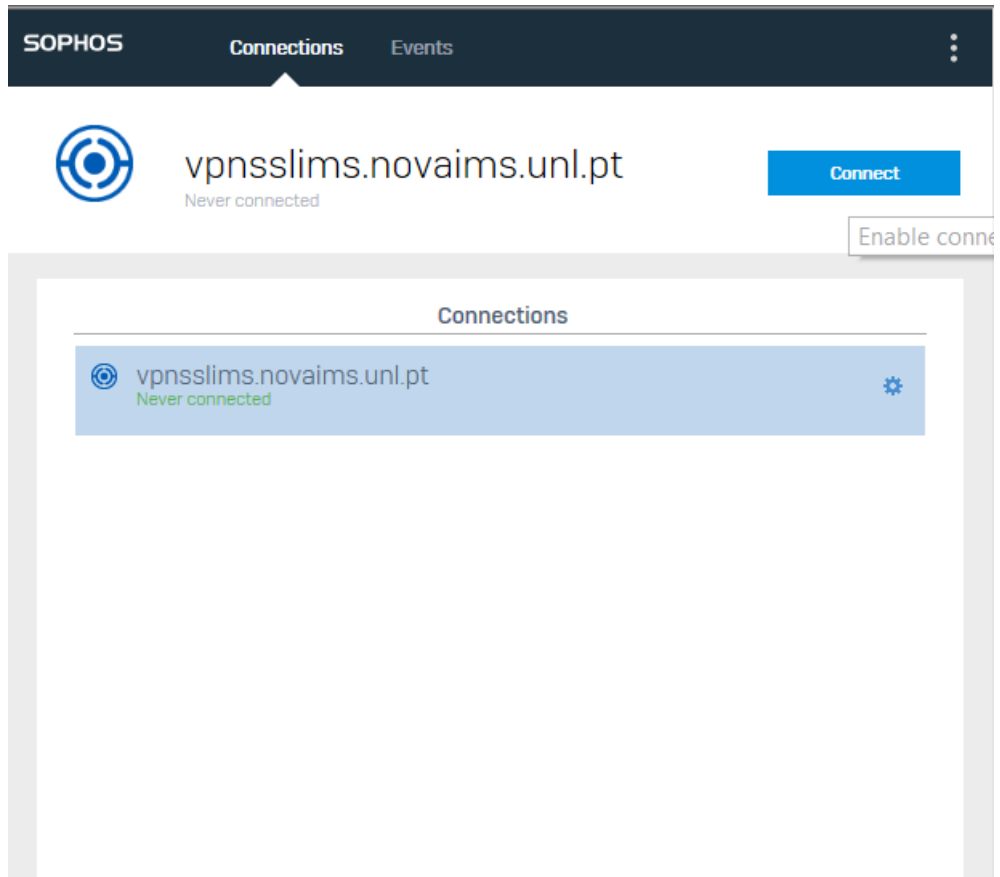 SOPHOS Connections Events
vpnsslims.novaims.unl.pt
Never connected
Connect
Enable conne
Connections
vpnsslims.novaims.unl.pt
Never connected